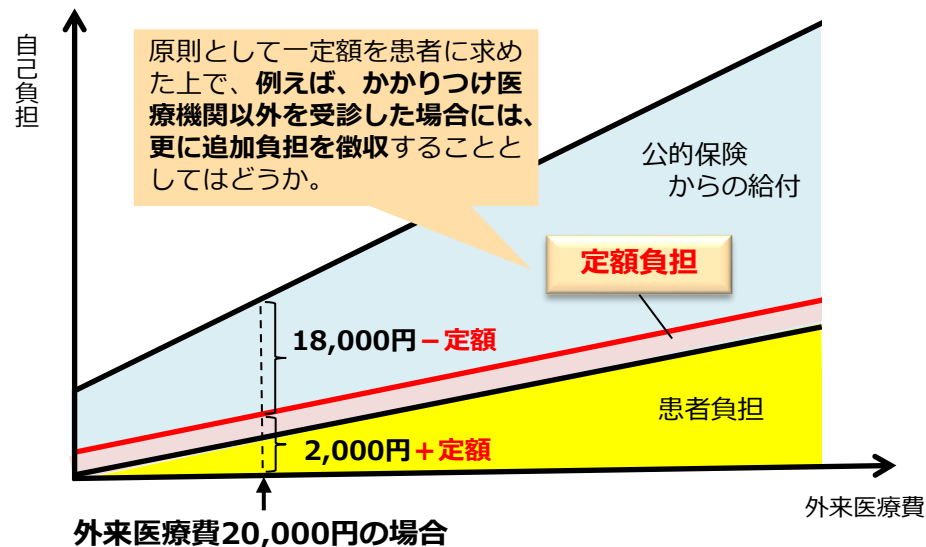 自己負担
原則として一定額を患者に求め
た上で、例えば、かかりつけ医
療機関以外を受診した場合には、
更に追加負担を徴収することと
してはどうか。
公的保険
からの給付
定額負担
18,000円－定額
患者負担
2,000円＋定額
外来医療費
外来医療費20,000円の場合